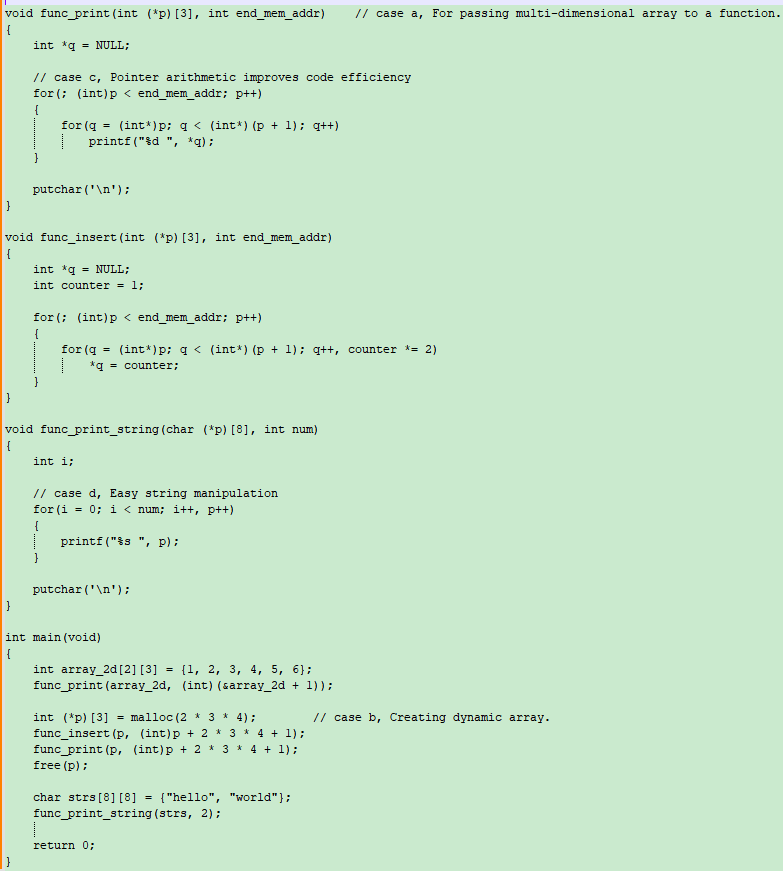 void func_print(int (*p)[3], int end_mem_addr)    // case a, For passing multi-dimensional array to a function.
{
    int *q = NULL;

    // case c, Pointer arithmetic improves code efficiency
    for(; (int)p < end_mem_addr; p++)
    {
        for(q = (int*)p; q < (int*)(p + 1); q++)
            printf("%d ", *q);
    }

    putchar('\n');
}

void func_insert(int (*p)[3], int end_mem_addr)
{
    int *q = NULL;
    int counter = 1;

    for(; (int)p < end_mem_addr; p++)
    {
        for(q = (int*)p; q < (int*)(p + 1); q++, counter *= 2)
            *q = counter;
    }
}

void func_print_string(char (*p)[8], int num)
{
    int i;

    // case d, Easy string manipulation
    for(i = 0; i < num; i++, p++)
    {
        printf("%s ", p);
    }

    putchar('\n');
}

int main(void)
{
    int array_2d[2][3] = {1, 2, 3, 4, 5, 6};
    func_print(array_2d, (int)(&array_2d + 1));

    int (*p)[3] = malloc(2 * 3 * 4);        // case b, Creating dynamic array.
    func_insert(p, (int)p + 2 * 3 * 4 + 1);
    func_print(p, (int)p + 2 * 3 * 4 + 1);
    free(p);

    char strs[8][8] = {"hello", "world"};
    func_print_string(strs, 2);

    return 0;
}